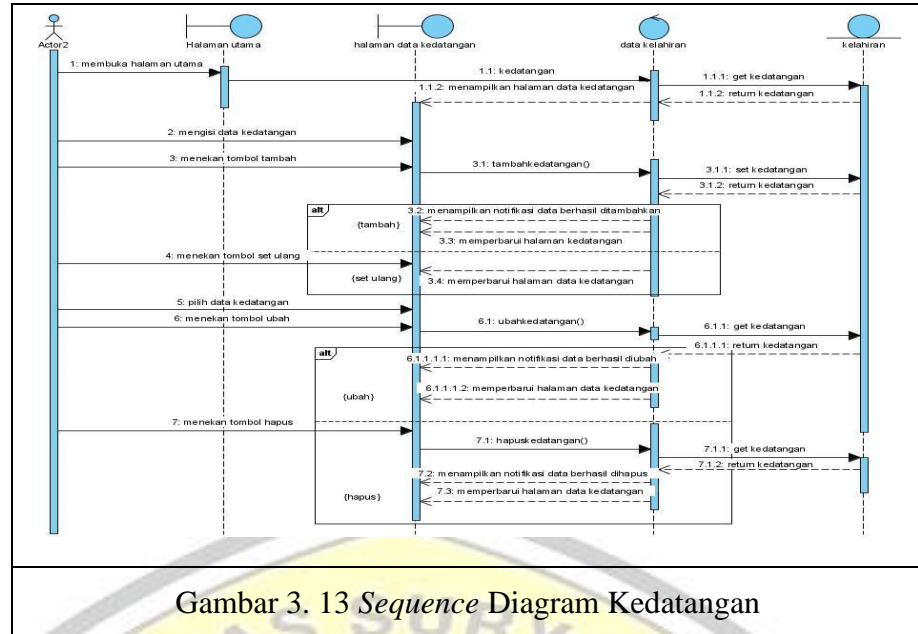 Actor2
Halaman utama
halaman data kedatangan
data kelahiran
kelahiran
1: membuka halaman utama
1.1: kedatangan
1.1.1: get kedatangan
1.1.2: menampilkan halaman data kedatangan
1.1.2: return kedatangan
2: mengisi data kedatangan
3: menekan tombol tambah
3.1: tambahkedatangan()
3.1.1: set kedatangan
3.1.2: return kedatangan
alt
3.2: menampilkan notifikasi data berhasil ditambahkan
{tambah}
3.3: memperbarui halaman kedatangan
4: menekan tombol set ulang
{set ulang}
3.4: memperbarui halaman data kedatangan
5: pilih data kedatangan
6: menekan tombol ubah
6.1: ubahkedatangan()
6.1.1: get kedatangan
6.1.1.1: return kedatangan
alt
6.1.1.1.1: menampilkan notifikasi data berhasil diubah
6.1.1.1.2: memperbarui halaman data kedatangan
{ubah}
7: menekan tombol hapus
7.1: hapuskedatangan()
7.1.1: get kedatangan
7.1.2: return kedatangan
7.2: menampilkan notifikasi data berhasil dihapus
7.3: memperbarui halaman data kedatangan
{hapus}
Gambar 3. 13 Sequence Diagram Kedatangan